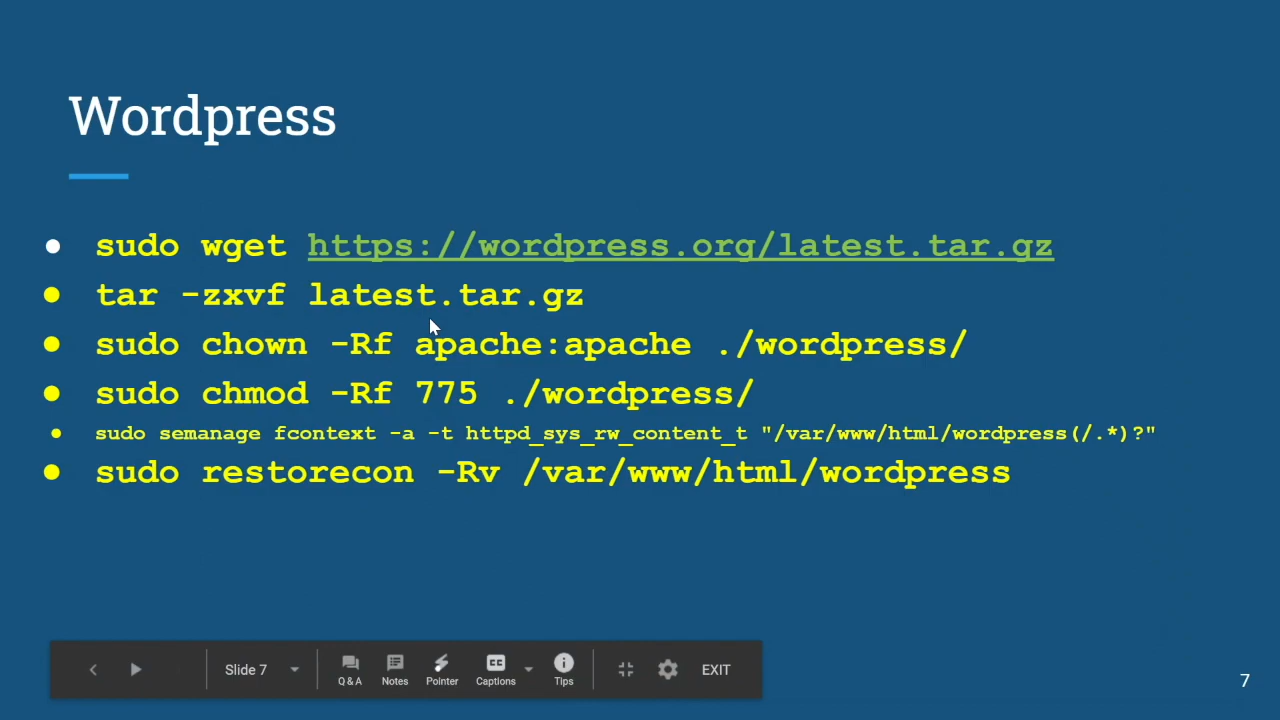 Wordpress
● sudo wget https://wordpress.org/latest.tar.gz
● tar -zxvf latest.tar.gz
● sudo chown -Rf apache:apache ./wordpress/
● sudo chmod -Rf 775 ./wordpress/
● sudo semanage fcontext -a -t httpd_sys_rw_content_t "/var/www/html/wordpress(/.*)?"
● sudo restorecon -Rv /var/www/html/wordpress
Slide 7 Q & A Notes Pointer CC Captions Tips EXIT
7